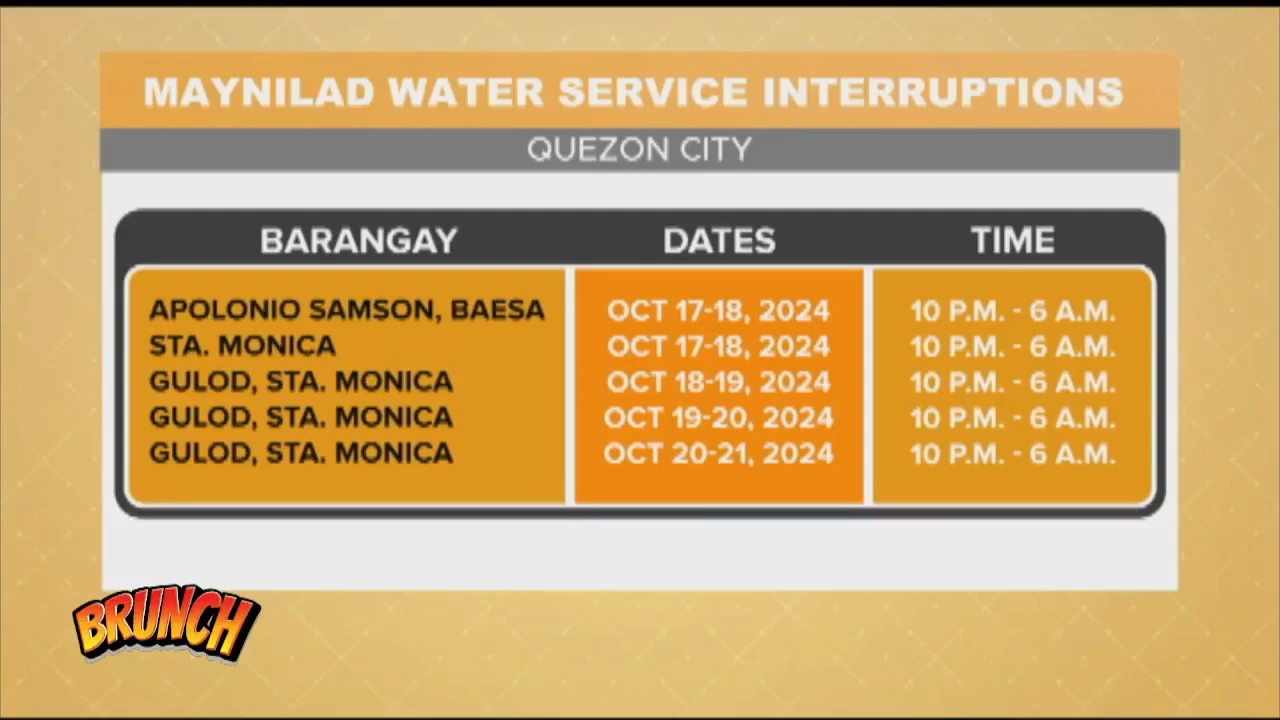 MAYNILAD WATER SERVICE INTERRUPTIONS
QUEZON CITY
BARANGAY DATES TIME
APOLONIO SAMSON, BAESA OCT 17-18, 2024 10 P.M. - 6 A.M.
STA. MONICA OCT 17-18, 2024 10 P.M. - 6 A.M.
GULOD, STA. MONICA OCT 18-19, 2024 10 P.M. - 6 A.M.
GULOD, STA. MONICA OCT 19-20, 2024 10 P.M. - 6 A.M.
GULOD, STA. MONICA OCT 20-21, 2024 10 P.M. - 6 A.M.
BRUNCH